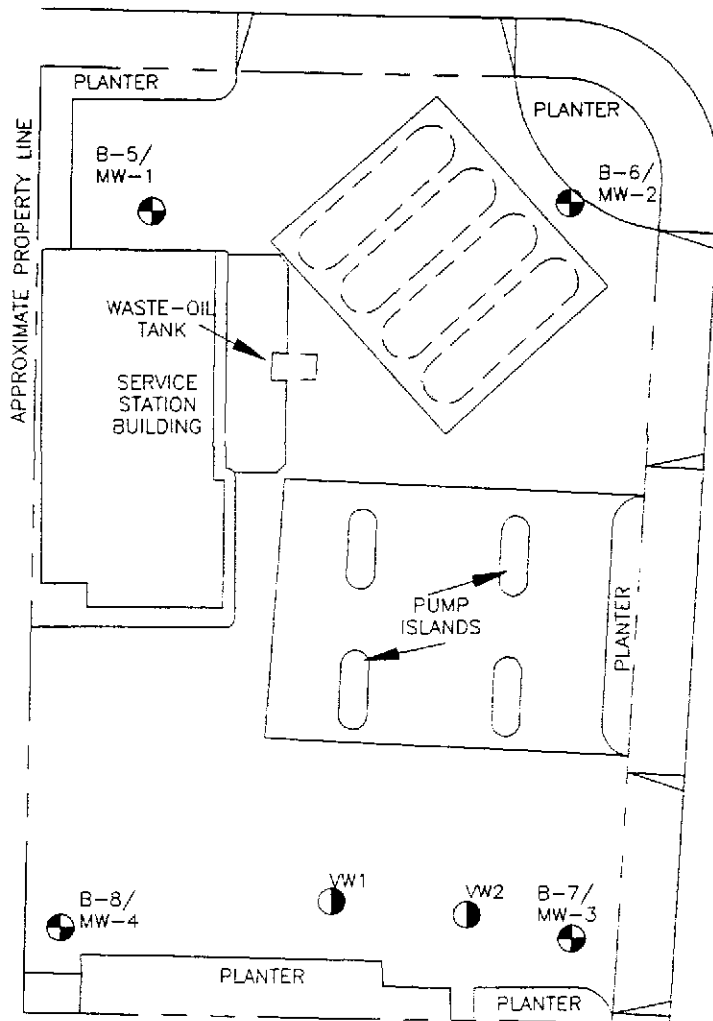 PLANTER
PLANTER
B-5/
MW-1
B-6/
MW-2
APPROXIMATE PROPERTY LINE
WASTE-OIL
TANK
SERVICE
STATION
BUILDING
PUMP
ISLANDS
PLANTER
B-8/
MW-4
VW1
VW2
B-7/
MW-3
PLANTER
PLANTER